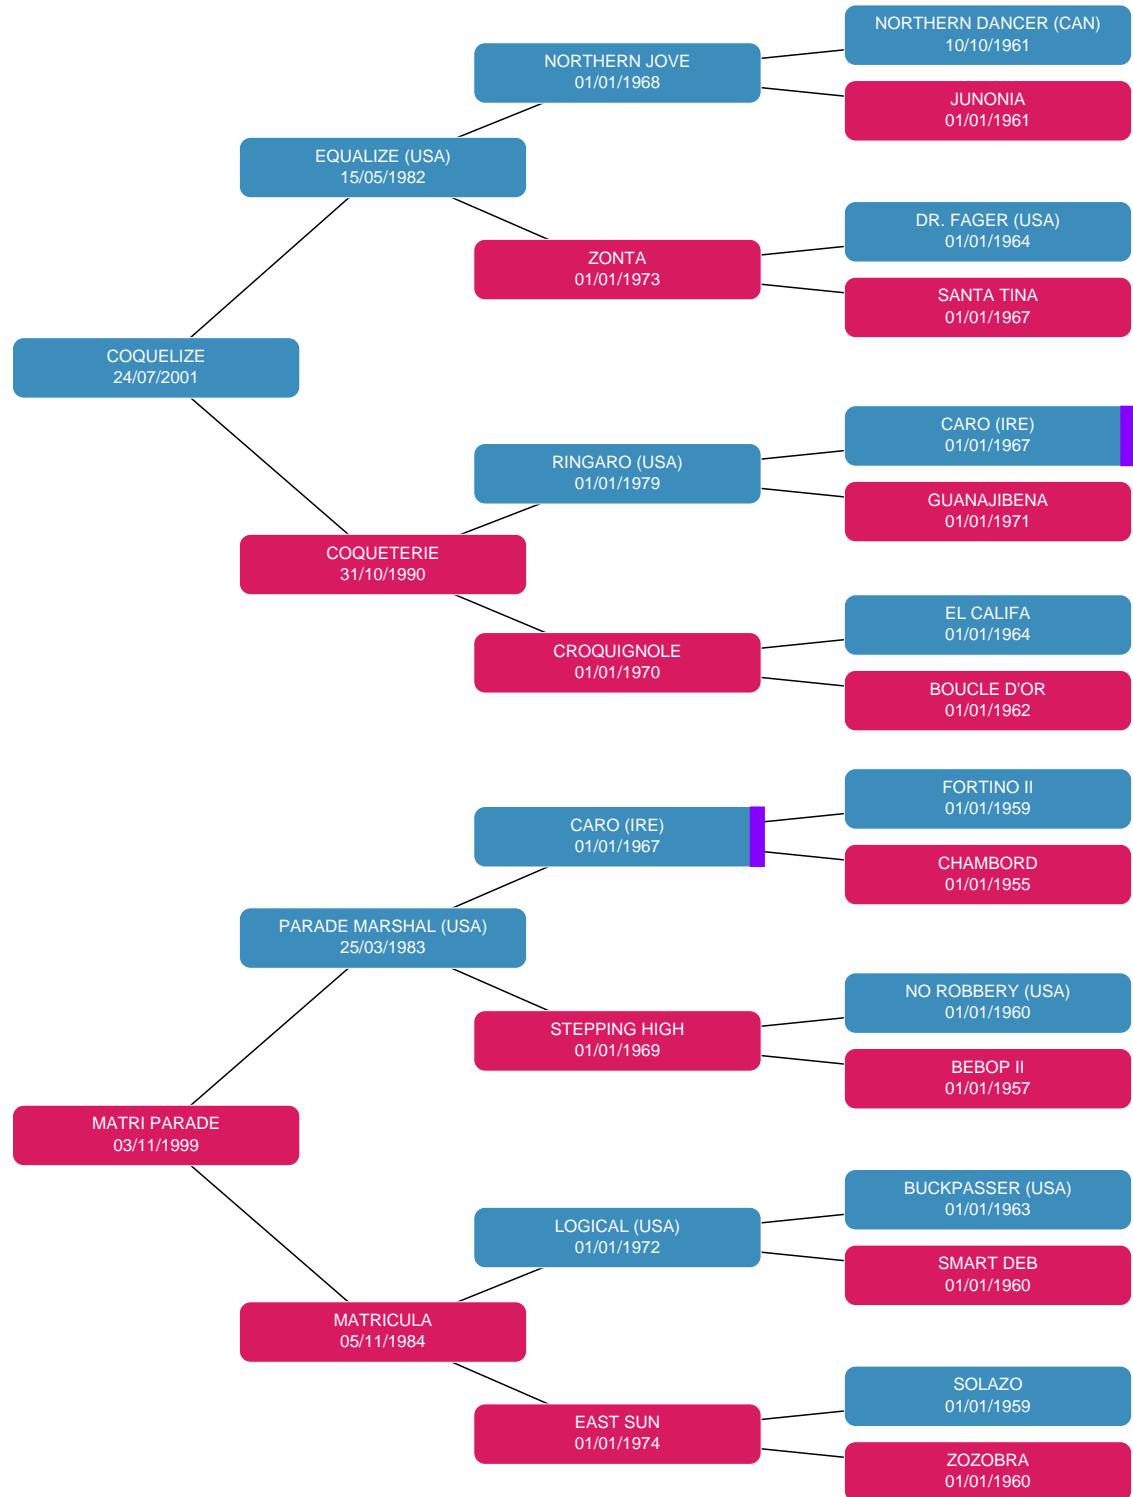 NORTHERN DANCER (CAN)
10/10/1961
NORTHERN JOVE
01/01/1968
JUNONIA
01/01/1961
EQUALIZE (USA)
15/05/1982
DR. FAGER (USA)
01/01/1964
ZONTA
01/01/1973
SANTA TINA
01/01/1967
COQUELIZE
24/07/2001
CARO (IRE)
01/01/1967
RINGARO (USA)
01/01/1979
GUANAJIBENA
01/01/1971
COQUETERIE
31/10/1990
EL CALIFA
01/01/1964
CROQUIGNOLE
01/01/1970
BOUCLE D'OR
01/01/1962
FORTINO II
01/01/1959
CARO (IRE)
01/01/1967
CHAMBORD
01/01/1955
PARADE MARSHAL (USA)
25/03/1983
NO ROBBERY (USA)
01/01/1960
STEPPING HIGH
01/01/1969
BEBOP II
01/01/1957
MATRI PARADE
03/11/1999
BUCKPASSER (USA)
01/01/1963
LOGICAL (USA)
01/01/1972
SMART DEB
01/01/1960
MATRICULA
05/11/1984
SOLAZO
01/01/1959
EAST SUN
01/01/1974
ZOZOBRA
01/01/1960